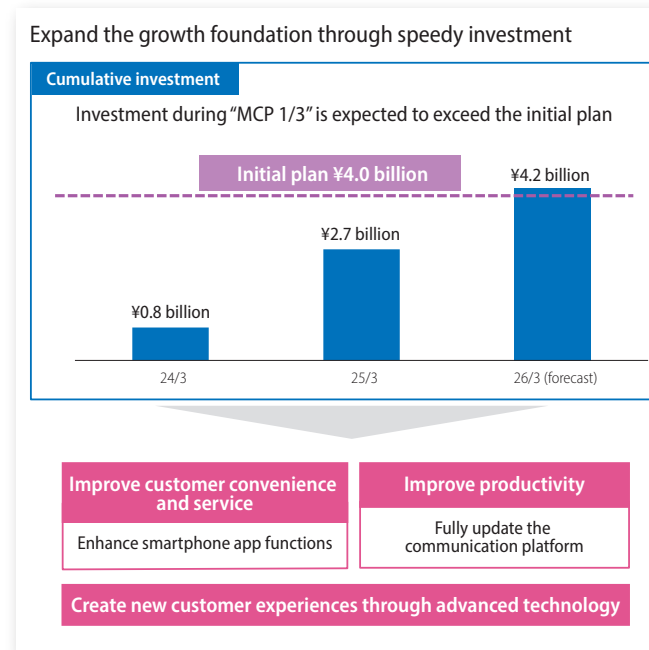 Expand the growth foundation through speedy investment
Cumulative investment
Investment during “MCP 1/3” is expected to exceed the initial plan
Initial plan ¥4.0 billion
¥4.2 billion
¥2.7 billion
¥0.8 billion
24/3
25/3
26/3 (forecast)
Improve customer convenience
and service
Enhance smartphone app functions
Improve productivity
Fully update the
communication platform
Create new customer experiences through advanced technology